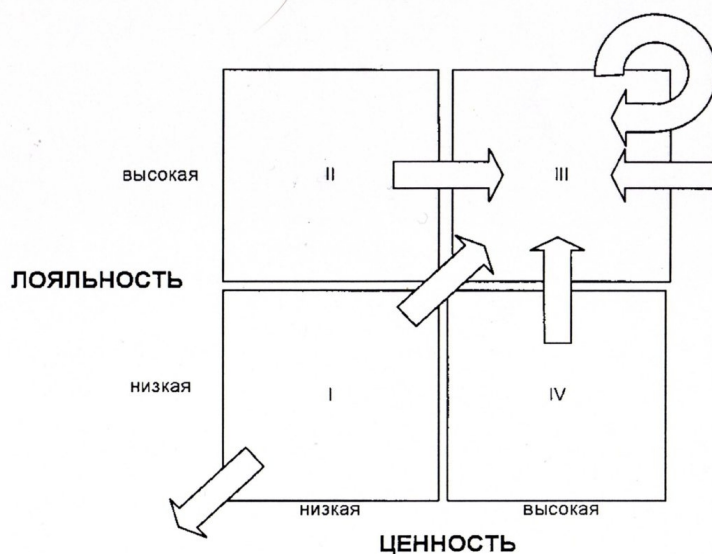 высокая
II
III
ЛОЯЛЬНОСТЬ
низкая
I
IV
низкая
высокая
ЦЕННОСТЬ